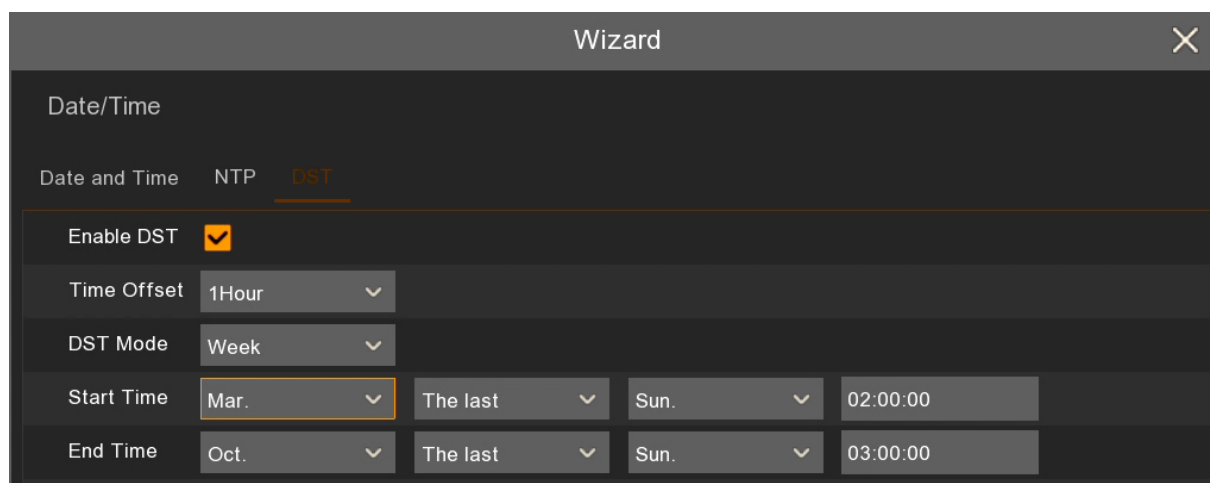 Wizard
Date/Time
Date and Time NTP DST
Enable DST
Time Offset 1Hour
DST Mode Week
Start Time Mar. The last Sun. 02:00:00
End Time Oct. The last Sun. 03:00:00